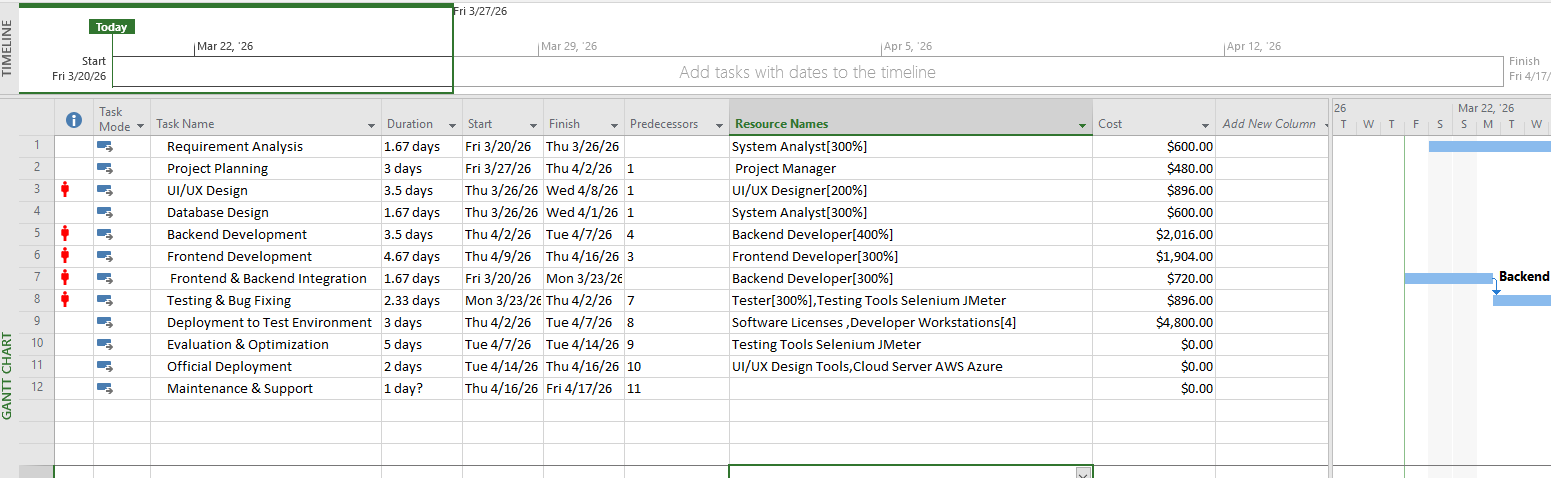 TIMELINE
Fri 3/27/26
Today
Mar 22, '26 Mar 29, '26 Apr 5, '26 Apr 12, '26
Start Finish
Fri 3/20/26 Add tasks with dates to the timeline Fri 4/17/
GANTT CHART
Task Mode Task Name Duration Start Finish Predecessors Resource Names Cost Add New Column 26 Mar 22, '26
T W T F S S M T W
1 Requirement Analysis 1.67 days Fri 3/20/26 Thu 3/26/26 System Analyst[300%] $600.00
2 Project Planning 3 days Fri 3/27/26 Thu 4/2/26 1 Project Manager $480.00
3 UI/UX Design 3.5 days Thu 3/26/26 Wed 4/8/26 1 UI/UX Designer[200%] $896.00
4 Database Design 1.67 days Thu 3/26/26 Wed 4/1/26 1 System Analyst[300%] $600.00
5 Backend Development 3.5 days Thu 4/2/26 Tue 4/7/26 4 Backend Developer[400%] $2,016.00
6 Frontend Development 4.67 days Thu 4/9/26 Thu 4/16/26 3 Frontend Developer[300%] $1,904.00
7 Frontend & Backend Integration 1.67 days Fri 3/20/26 Mon 3/23/26 Backend Developer[300%] $720.00 Backend
8 Testing & Bug Fixing 2.33 days Mon 3/23/26 Thu 4/2/26 7 Tester[300%],Testing Tools Selenium JMeter $896.00
9 Deployment to Test Environment 3 days Thu 4/2/26 Tue 4/7/26 8 Software Licenses ,Developer Workstations[4] $4,800.00
10 Evaluation & Optimization 5 days Tue 4/7/26 Tue 4/14/26 9 Testing Tools Selenium JMeter $0.00
11 Official Deployment 2 days Tue 4/14/26 Thu 4/16/26 10 UI/UX Design Tools,Cloud Server AWS Azure $0.00
12 Maintenance & Support 1 day? Thu 4/16/26 Fri 4/17/26 11 $0.00